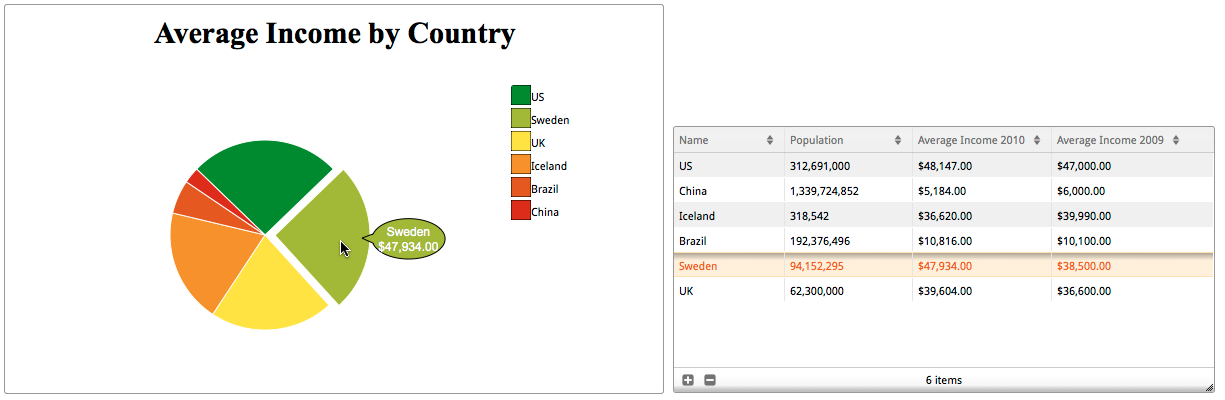 Average Income by Country
US
Sweden
UK
Iceland
Brazil
China
Sweden
$47,934.00
Name Population Average Income 2010 Average Income 2009
US 312,691,000 $48,147.00 $47,000.00
China 1,339,724,852 $5,184.00 $6,000.00
Iceland 318,542 $36,620.00 $39,990.00
Brazil 192,376,496 $10,816.00 $10,100.00
Sweden 94,152,295 $47,934.00 $38,500.00
UK 62,300,000 $39,604.00 $36,600.00
6 items